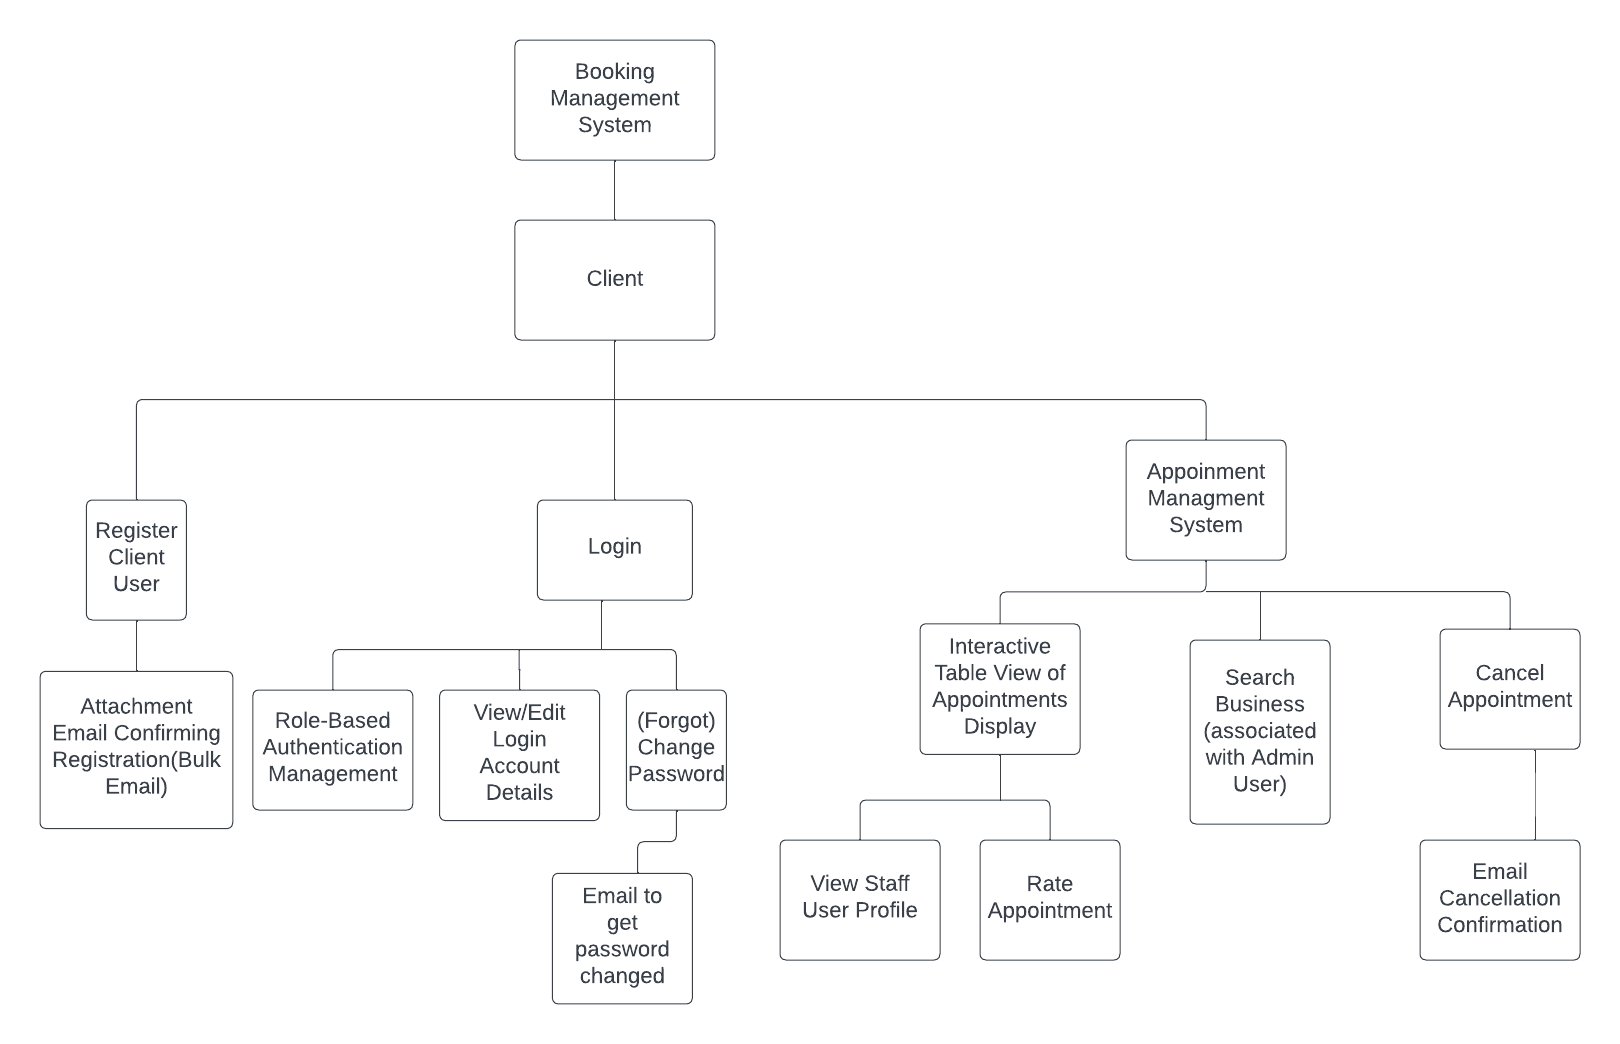 Booking
Management
System
Client
Register
Client
User
Login
Appoinment
Managment
System
Attachment
Email Confirming
Registration(Bulk
Email)
Role-Based
Authentication
Management
View/Edit
Login
Account
Details
(Forgot)
Change
Password
Interactive
Table View of
Appointments
Display
Search
Business
(associated
with Admin
User)
Cancel
Appointment
Email to
get
password
changed
View Staff
User Profile
Rate
Appointment
Email
Cancellation
Confirmation